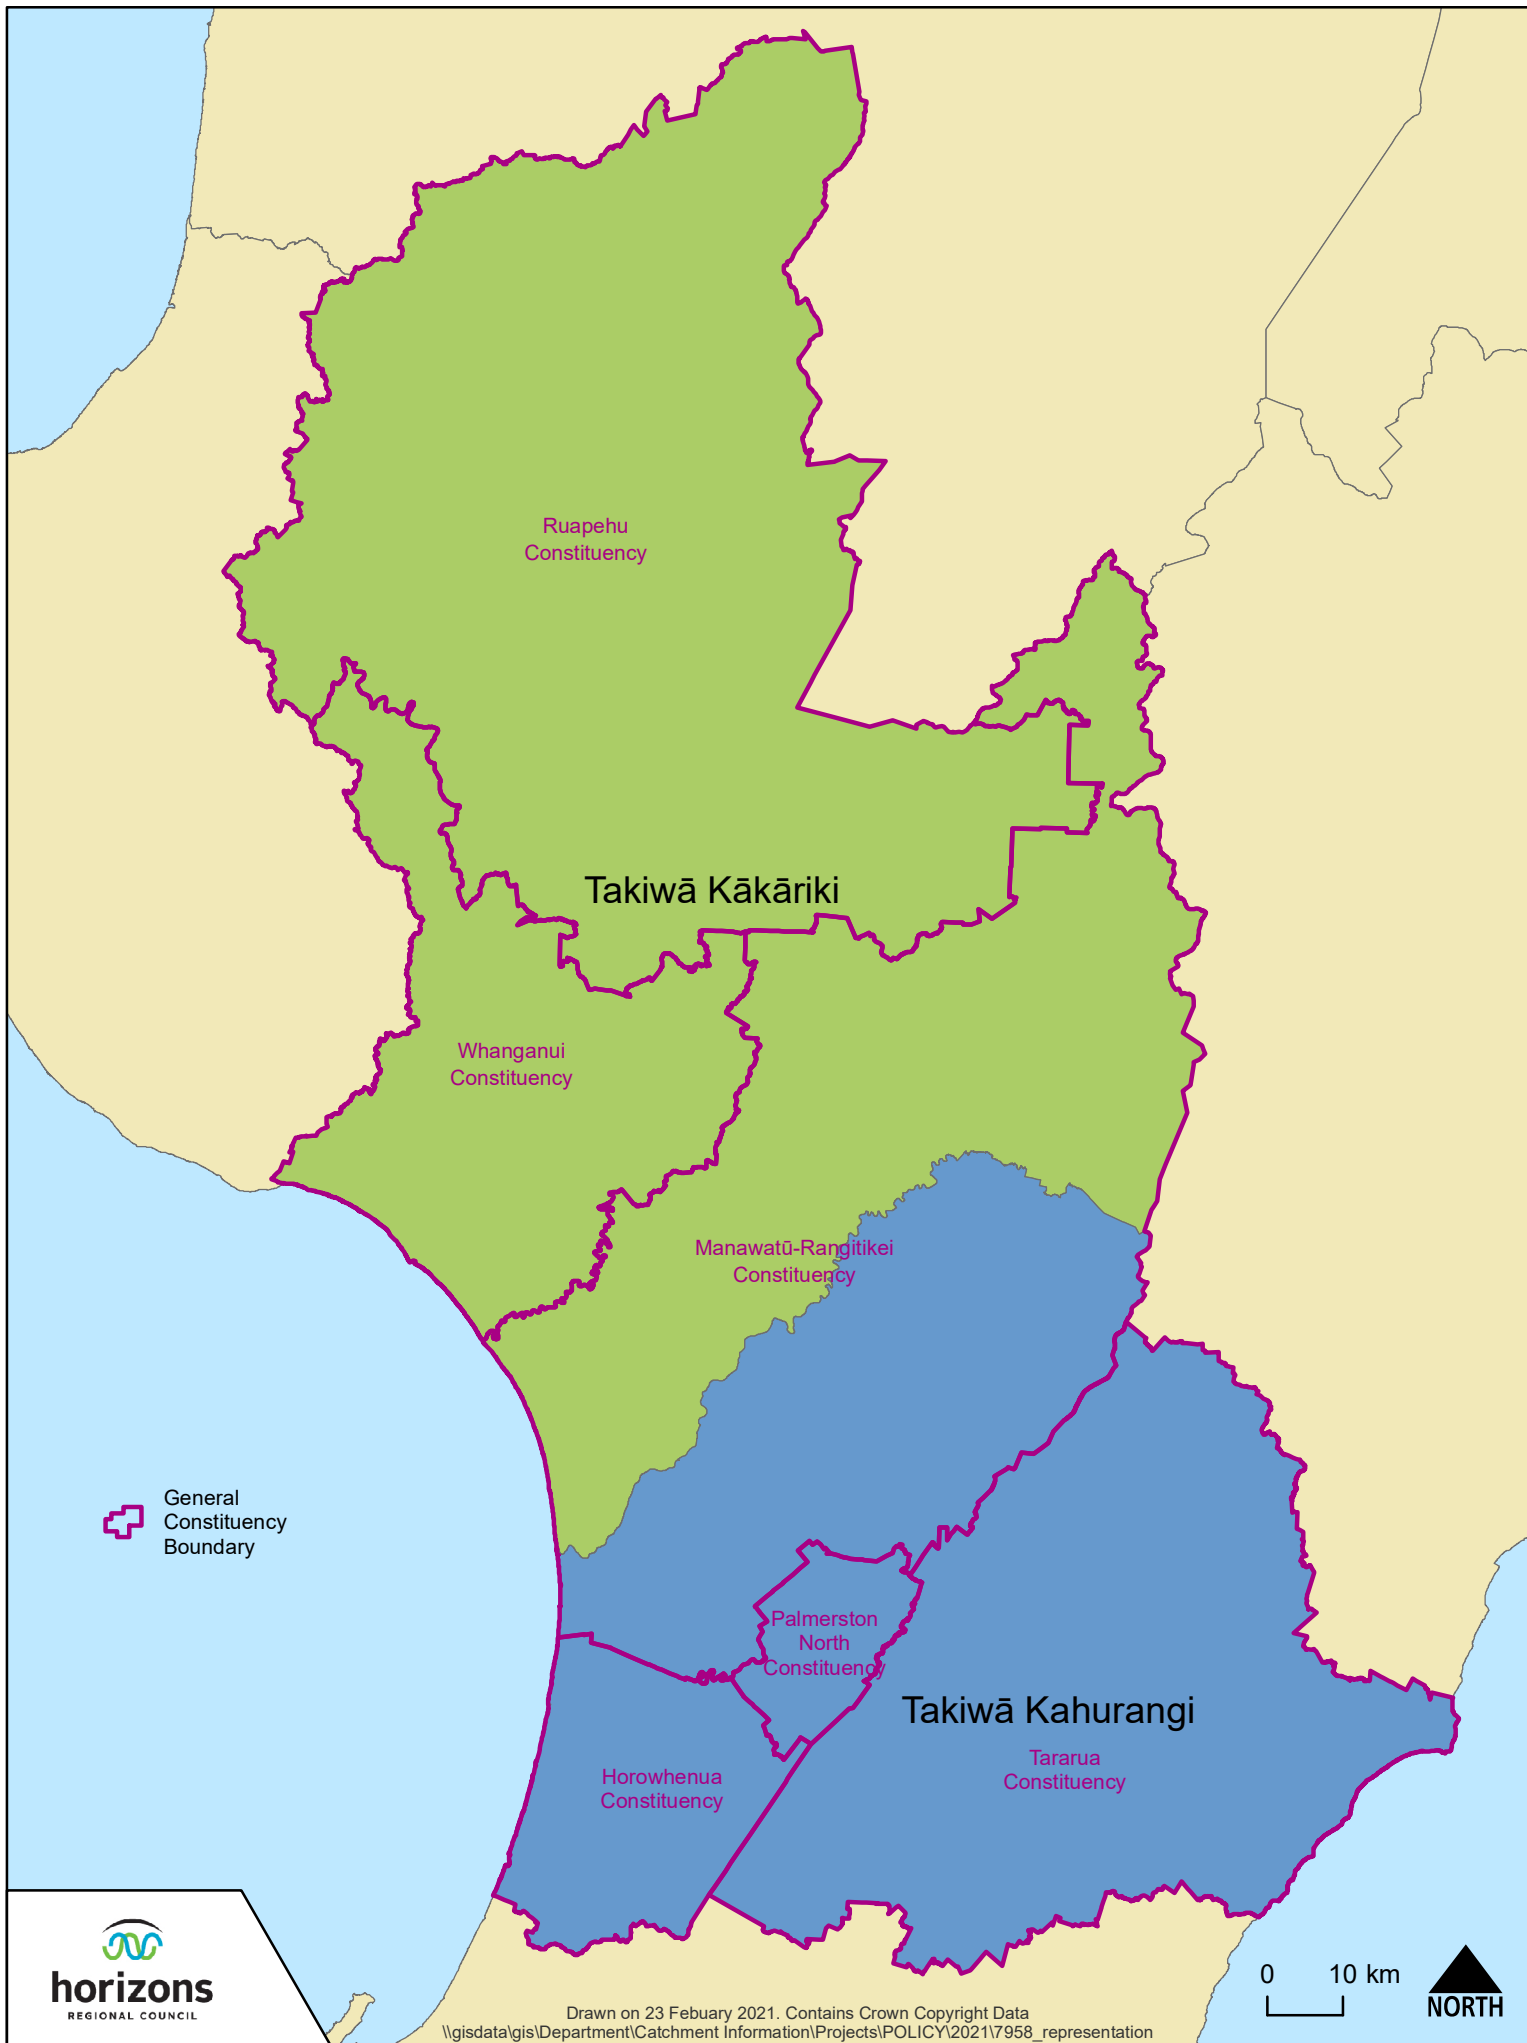 Ruapehu
Constituency
Takiwā Kākāriki
Whanganui
Constituency
Manawatū-Rangitikei
Constituency
General
Constituency
Boundary
Palmerston
North
Constituency
Takiwā Kahurangi
Tararua
Constituency
Horowhenua
Constituency
horizons
REGIONAL COUNCIL
0 10 km
NORTH
Drawn on 23 Febuary 2021. Contains Crown Copyright Data
\\gisdata\gis\Department\Catchment Information\Projects\POLICY\2021\7958_representation